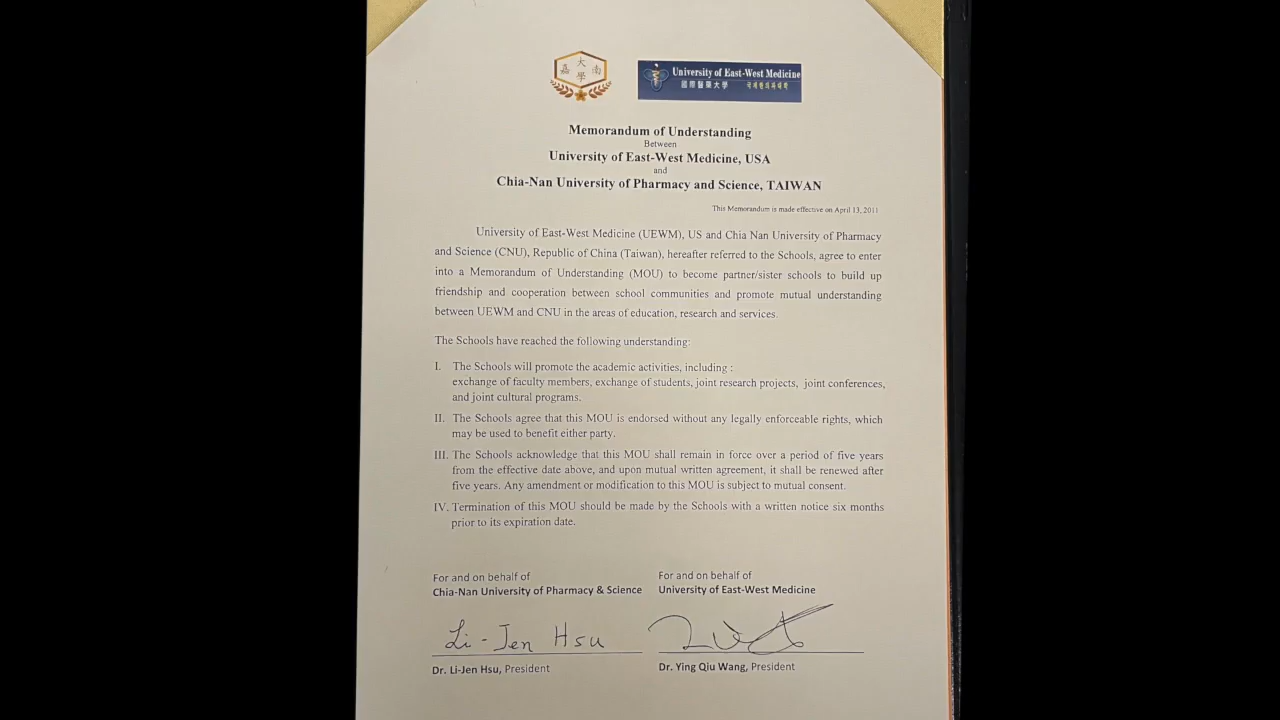 大
嘉 南
學
University of East-West Medicine
國際醫藥大學 국제한의과대학
Memorandum of Understanding
Between
University of East-West Medicine, USA
and
Chia-Nan University of Pharmacy and Science, TAIWAN
This Memorandum is made effective on April 13, 2011
University of East-West Medicine (UEWM), US and Chia Nan University of Pharmacy
and Science (CNU), Republic of China (Taiwan), hereafter referred to the Schools, agree to enter
into a Memorandum of Understanding (MOU) to become partner/sister schools to build up
friendship and cooperation between school communities and promote mutual understanding
between UEWM and CNU in the areas of education, research and services.
The Schools have reached the following understanding:
I. The Schools will promote the academic activities, including :
exchange of faculty members, exchange of students, joint research projects, joint conferences,
and joint cultural programs.
II. The Schools agree that this MOU is endorsed without any legally enforceable rights, which
may be used to benefit either party.
III. The Schools acknowledge that this MOU shall remain in force over a period of five years
from the effective date above, and upon mutual written agreement, it shall be renewed after
five years. Any amendment or modification to this MOU is subject to mutual consent.
IV. Termination of this MOU should be made by the Schools with a written notice six months
prior to its expiration date.
For and on behalf of
Chia-Nan University of Pharmacy & Science
Li-Jen Hsu
Dr. Li-Jen Hsu, President
For and on behalf of
University of East-West Medicine
Dr. Ying Qiu Wang, President